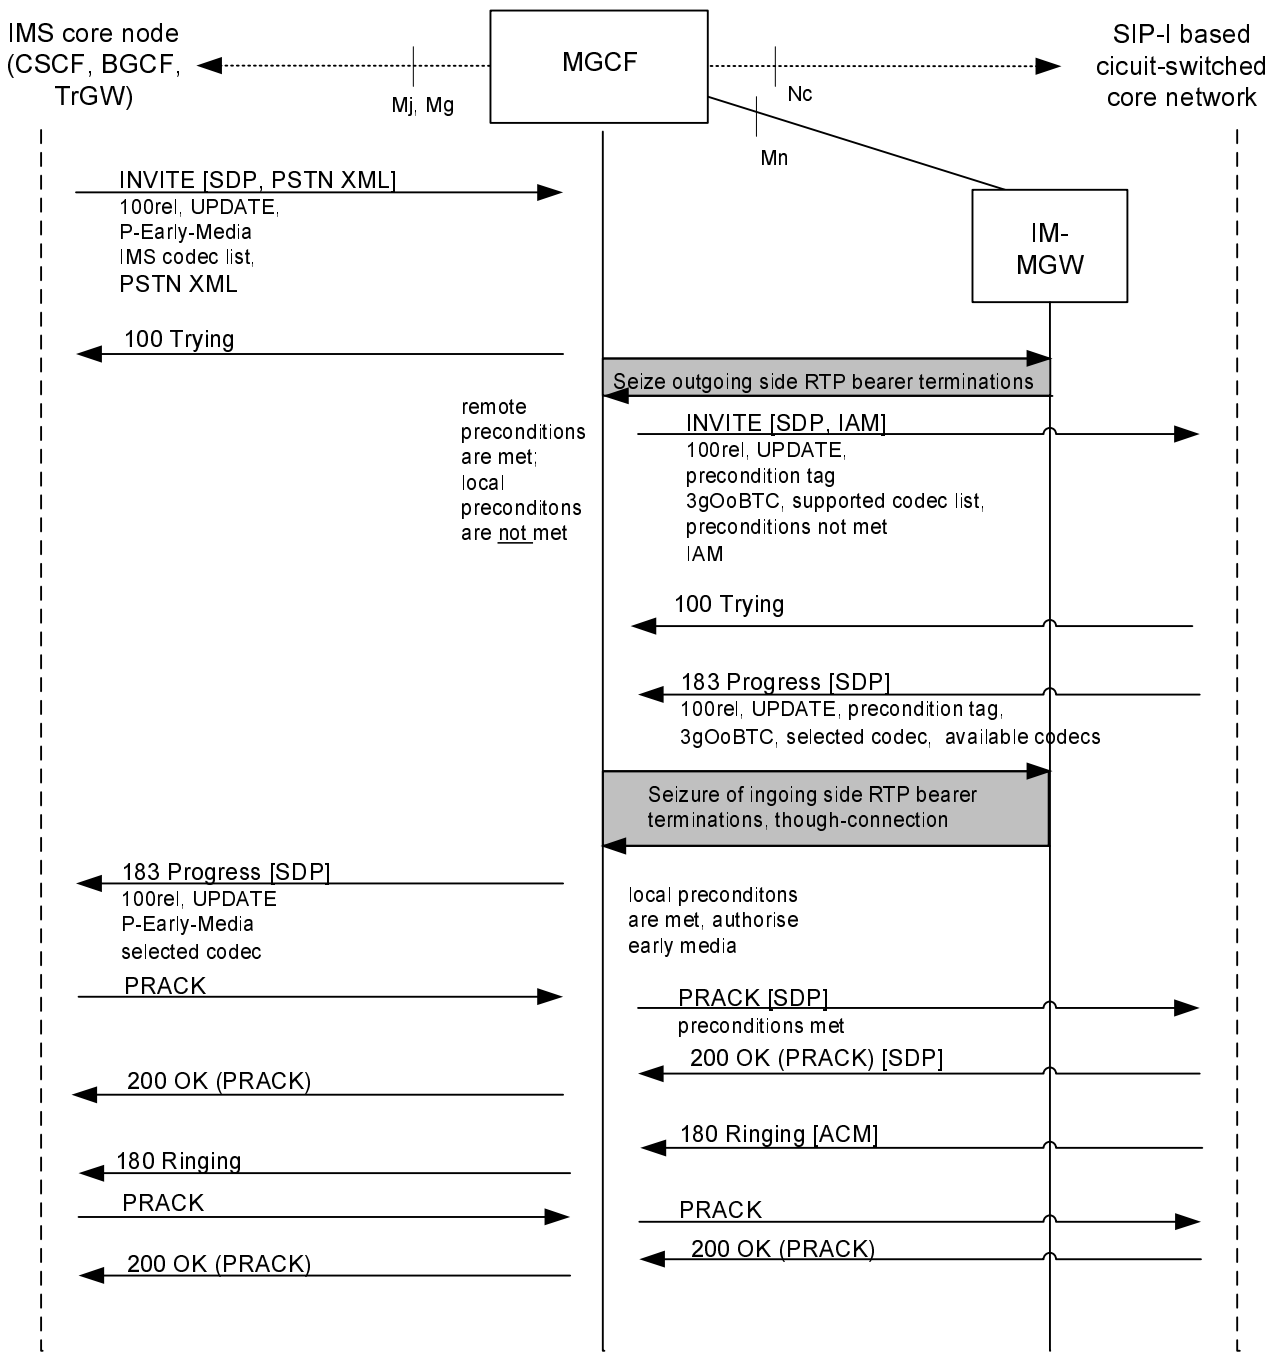 IMS core node
(CSCF, BGCF,
TrGW)
Mj, Mg
MGCF
Nc
Mn
SIP-I based
cicuit-switched
core network
IM-
MGW
INVITE [SDP, PSTN XML]
100rel, UPDATE,
P-Early-Media
IMS codec list,
PSTN XML
100 Trying
Seize outgoing side RTP bearer terminations
remote
preconditions
are met;
local
preconditons
are not met
INVITE [SDP, IAM]
100rel, UPDATE,
precondition tag
3gOoBTC, supported codec list,
preconditions not met
IAM
100 Trying
183 Progress [SDP]
100rel, UPDATE, precondition tag,
3gOoBTC, selected codec, available codecs
Seizure of ingoing side RTP bearer
terminations, though-connection
183 Progress [SDP]
100rel, UPDATE
P-Early-Media
selected codec
local preconditons
are met, authorise
early media
PRACK
PRACK [SDP]
preconditions met
200 OK (PRACK) [SDP]
200 OK (PRACK)
180 Ringing [ACM]
180 Ringing
PRACK
PRACK
200 OK (PRACK)
200 OK (PRACK)